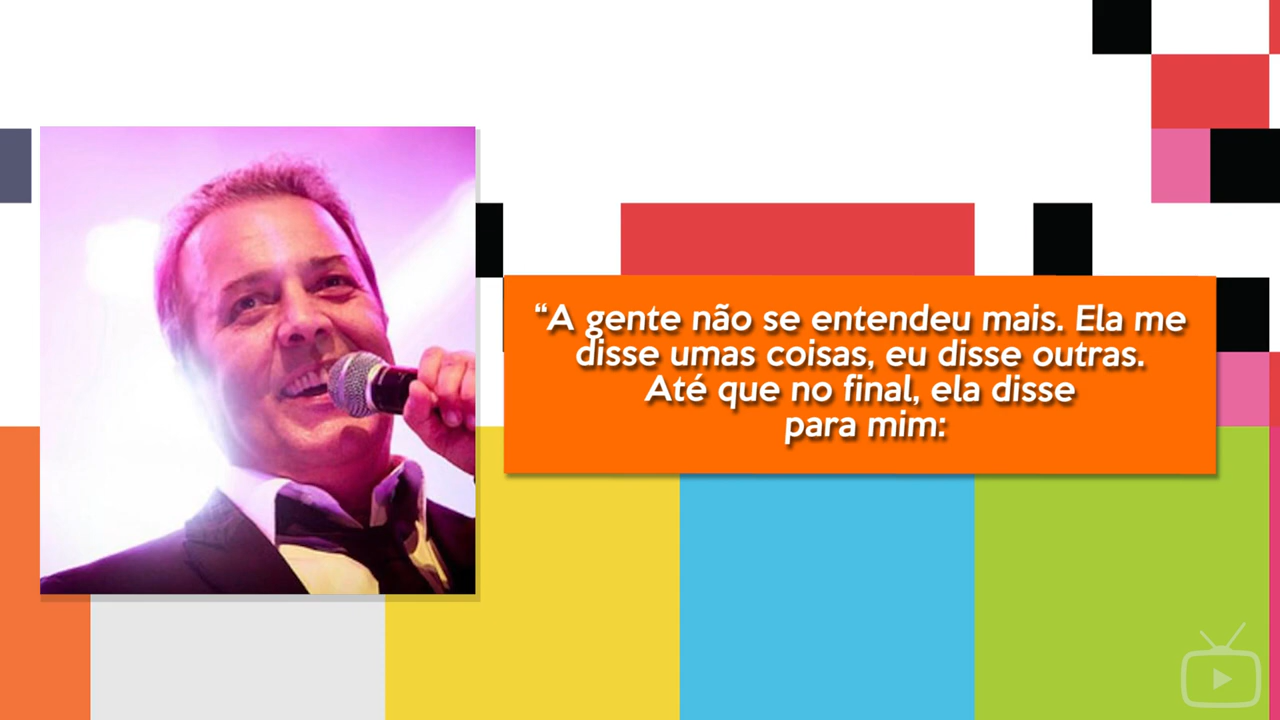 “A gente não se entendeu mais. Ela me
disse umas coisas, eu disse outras.
Até que no final, ela disse
para mim: